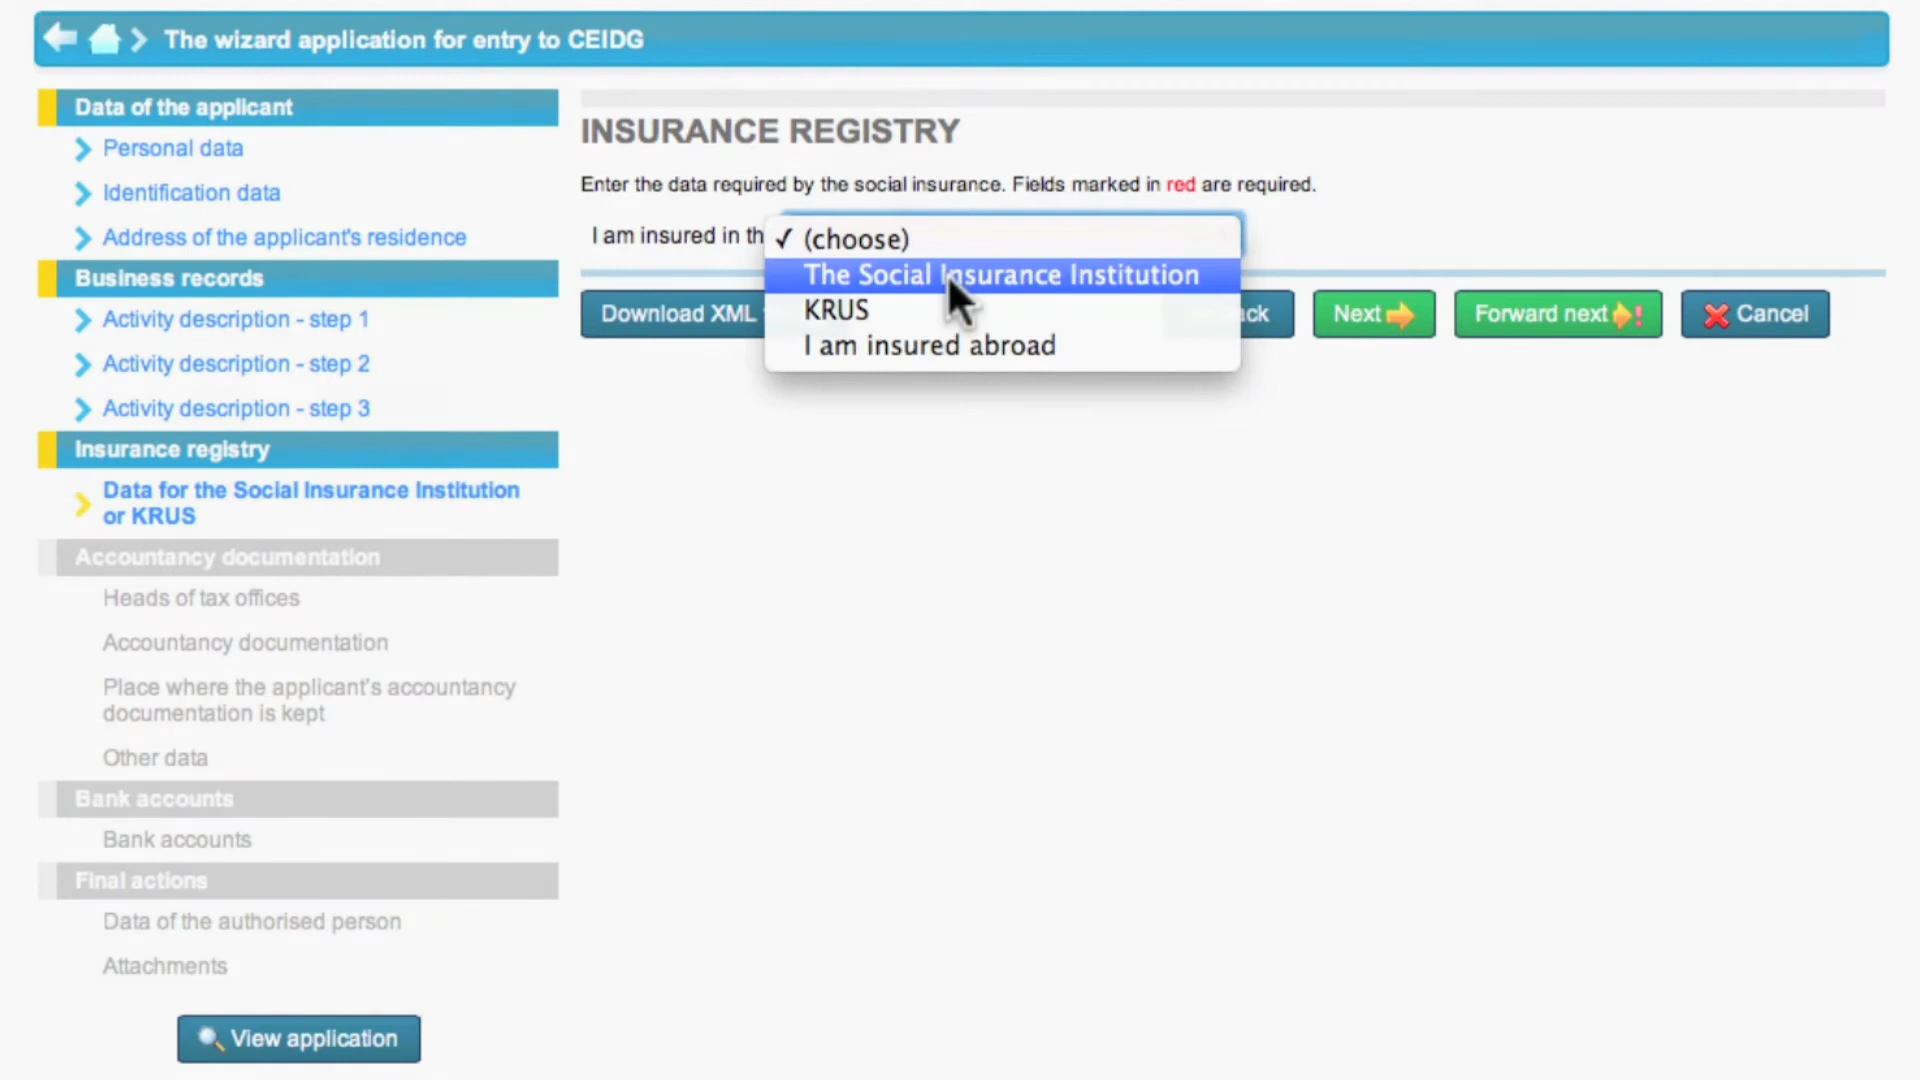 The wizard application for entry to CEIDG
Data of the applicant
Personal data
Identification data
Address of the applicant's residence
Business records
Activity description - step 1
Activity description - step 2
Activity description - step 3
Insurance registry
Data for the Social Insurance Institution
or KRUS
Accountancy documentation
Heads of tax offices
Accountancy documentation
Place where the applicant's accountancy
documentation is kept
Other data
Bank accounts
Bank accounts
Final actions
Data of the authorised person
Attachments
View application
INSURANCE REGISTRY
Enter the data required by the social insurance. Fields marked in red are required.
I am insured in th
✓ (choose)
The Social Insurance Institution
KRUS
I am insured abroad
Download XML
Next
Forward next
Cancel